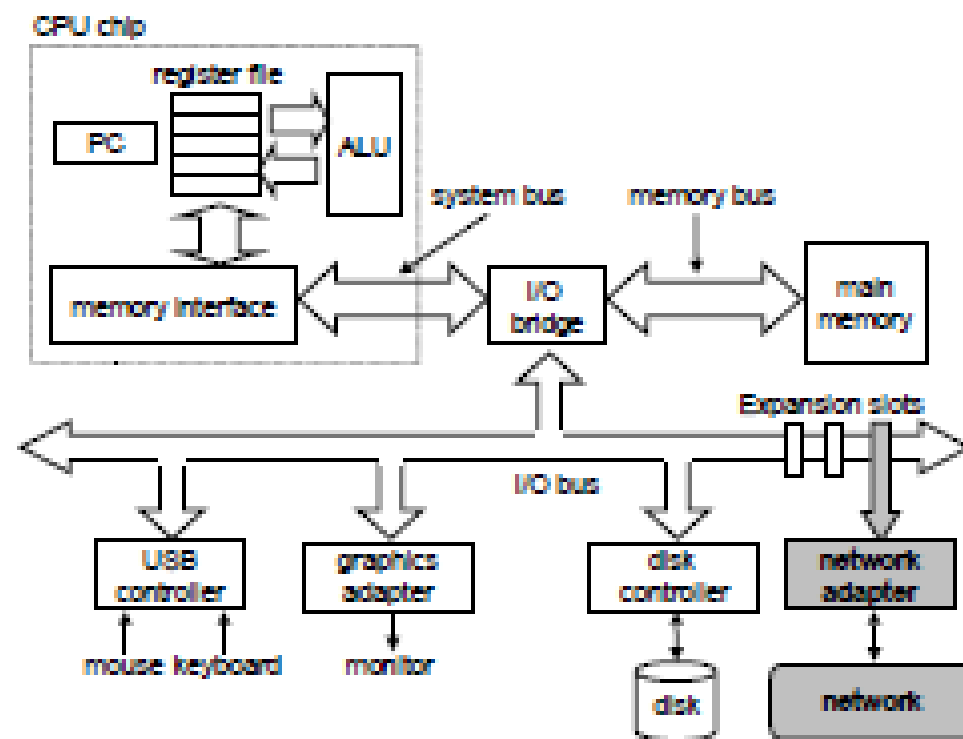 CPU chip
register file
PC
ALU
system bus
memory bus
memory interface
I/O
bridge
main
memory
Expansion slots
I/O bus
USB
controller
graphics
adapter
disk
controller
network
adapter
mouse keyboard
monitor
disk
network